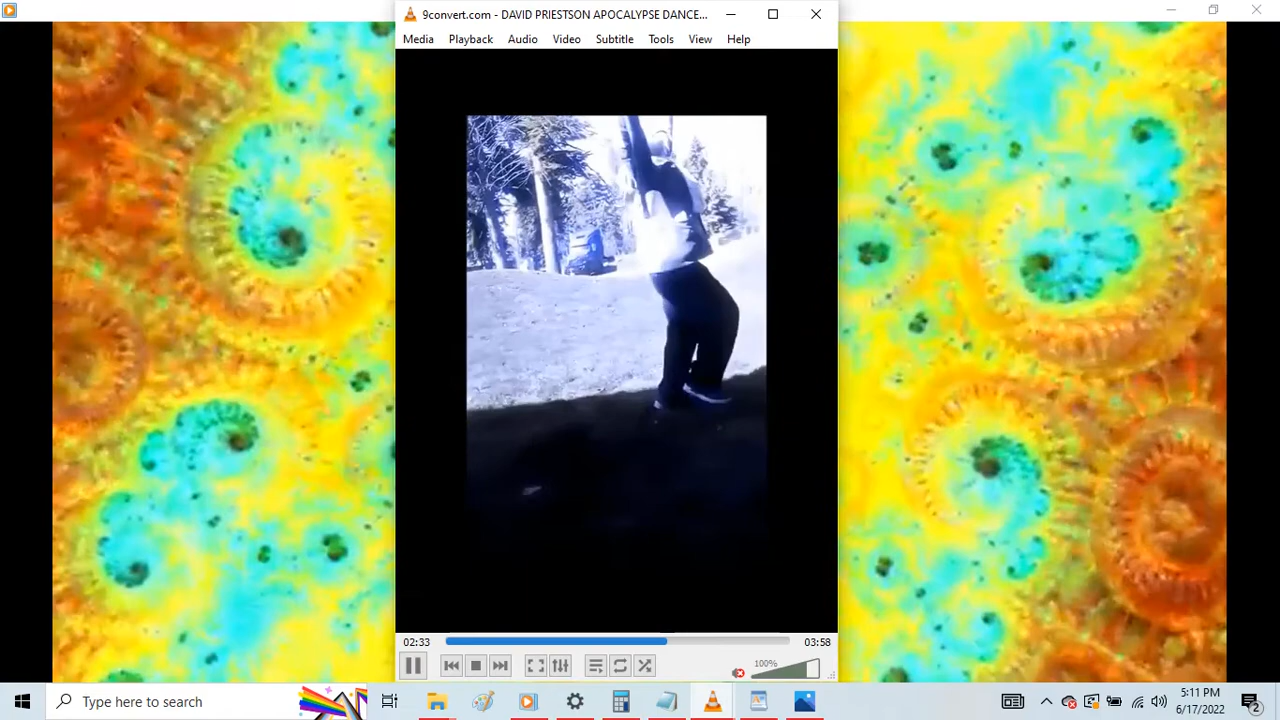 9convert.com - DAVID PRIESTSON APOCALYPSE DANCE...
Media Playback Audio Video Subtitle Tools View Help
02:33
03:58
100%
Type here to search
5:11 PM
6/17/2022
2